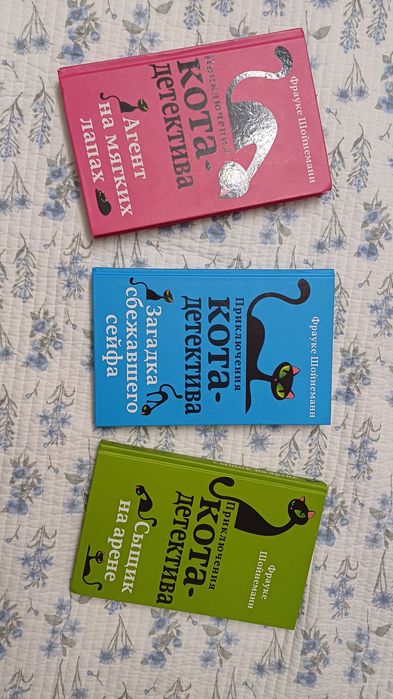 Фрауке Шойнеманн
Приключения
кота-
детектива
Агент
на мягких
лапах
Фрауке Шойнеманн
Приключения
кота-
детектива
Загадка
сбежавшего
сейфа
Фрауке
Шойнеманн
Приключения
кота-
детектива
Сыщик
на арене